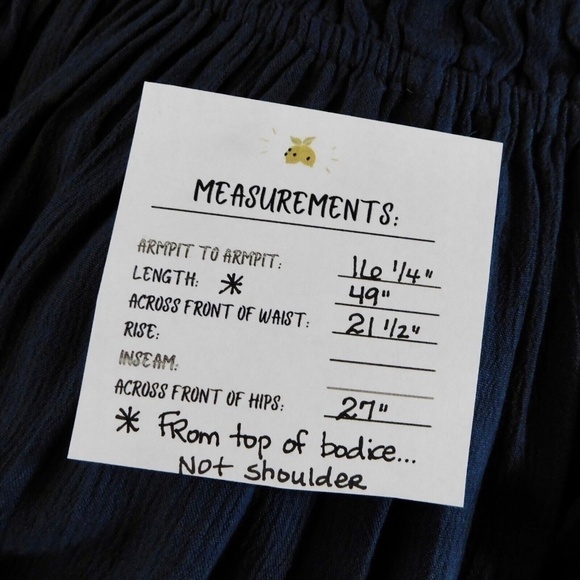 MEASUREMENTS:
ARMPIT TO ARMPIT: 16 1/4"
LENGTH: * 49"
ACROSS FRONT OF WAIST: 21 1/2"
RISE:
INSEAM:
ACROSS FRONT OF HIPS: 27"
* FRom top of bodice...
Not shoulder